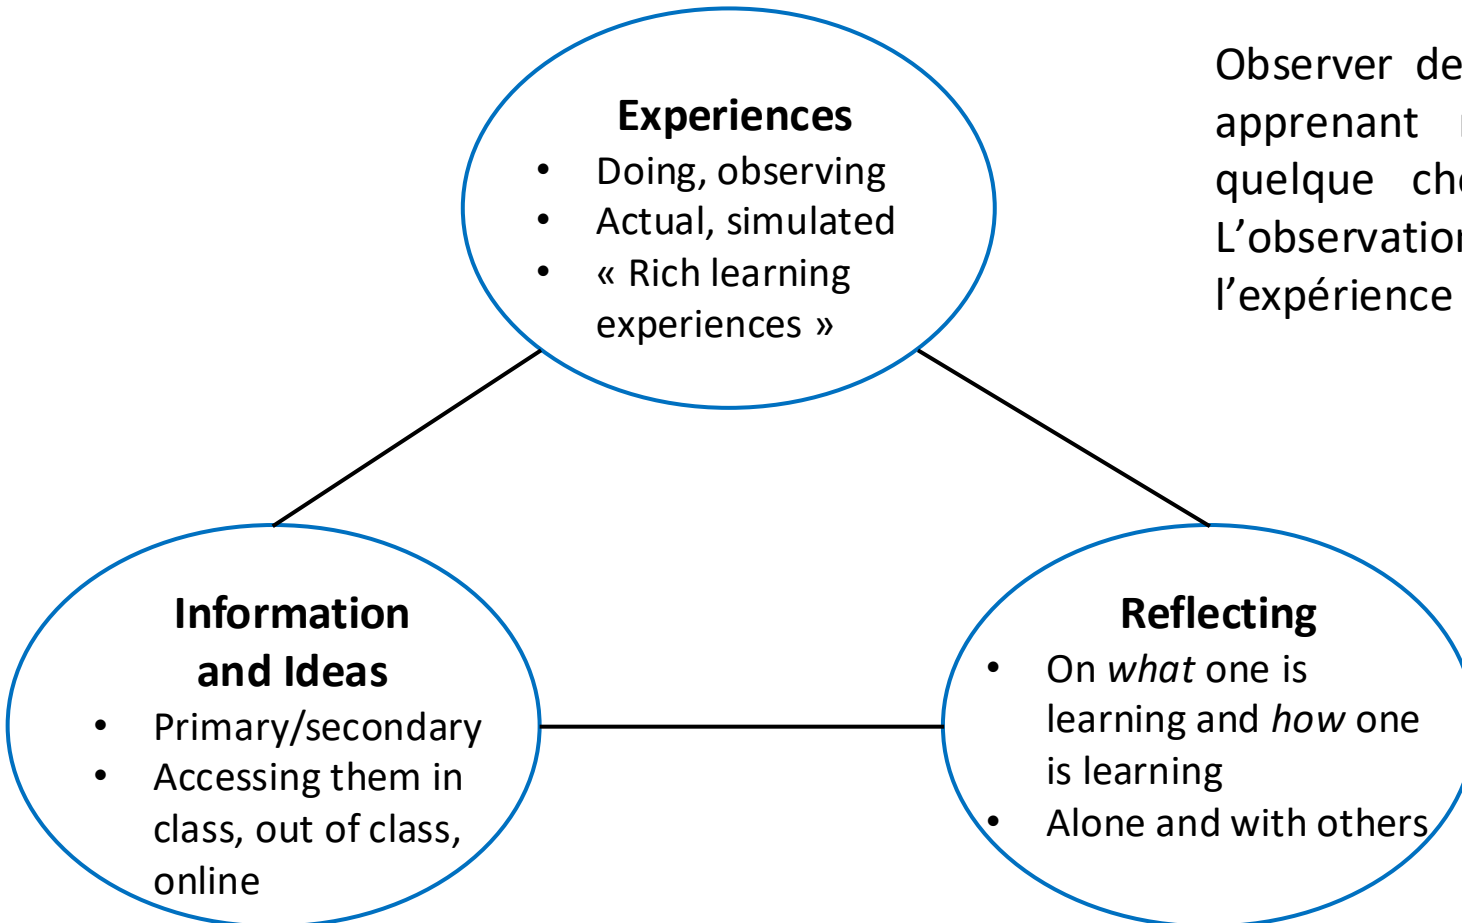 Experiences
• Doing, observing
• Actual, simulated
• « Rich learning
experiences »
Observer de
apprenant
quelque
L’observation
l’expérience
Information
and Ideas
• Primary/secondary
• Accessing them in
class, out of class,
online
Reflecting
• On what one is
learning and how one
is learning
• Alone and with others